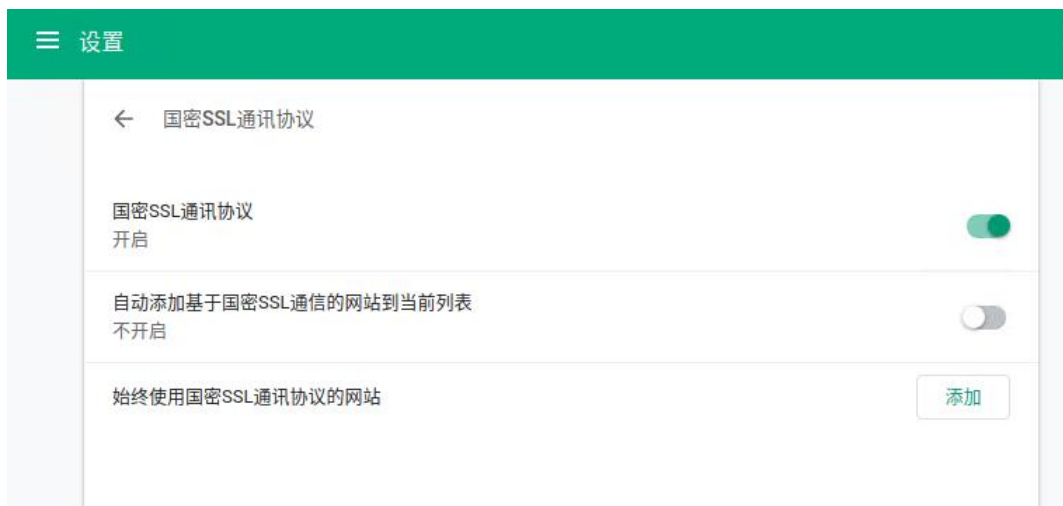 设置
国密SSL通讯协议
国密SSL通讯协议
开启
自动添加基于国密SSL通信的网站到当前列表
不开启
始终使用国密SSL通讯协议的网站
添加